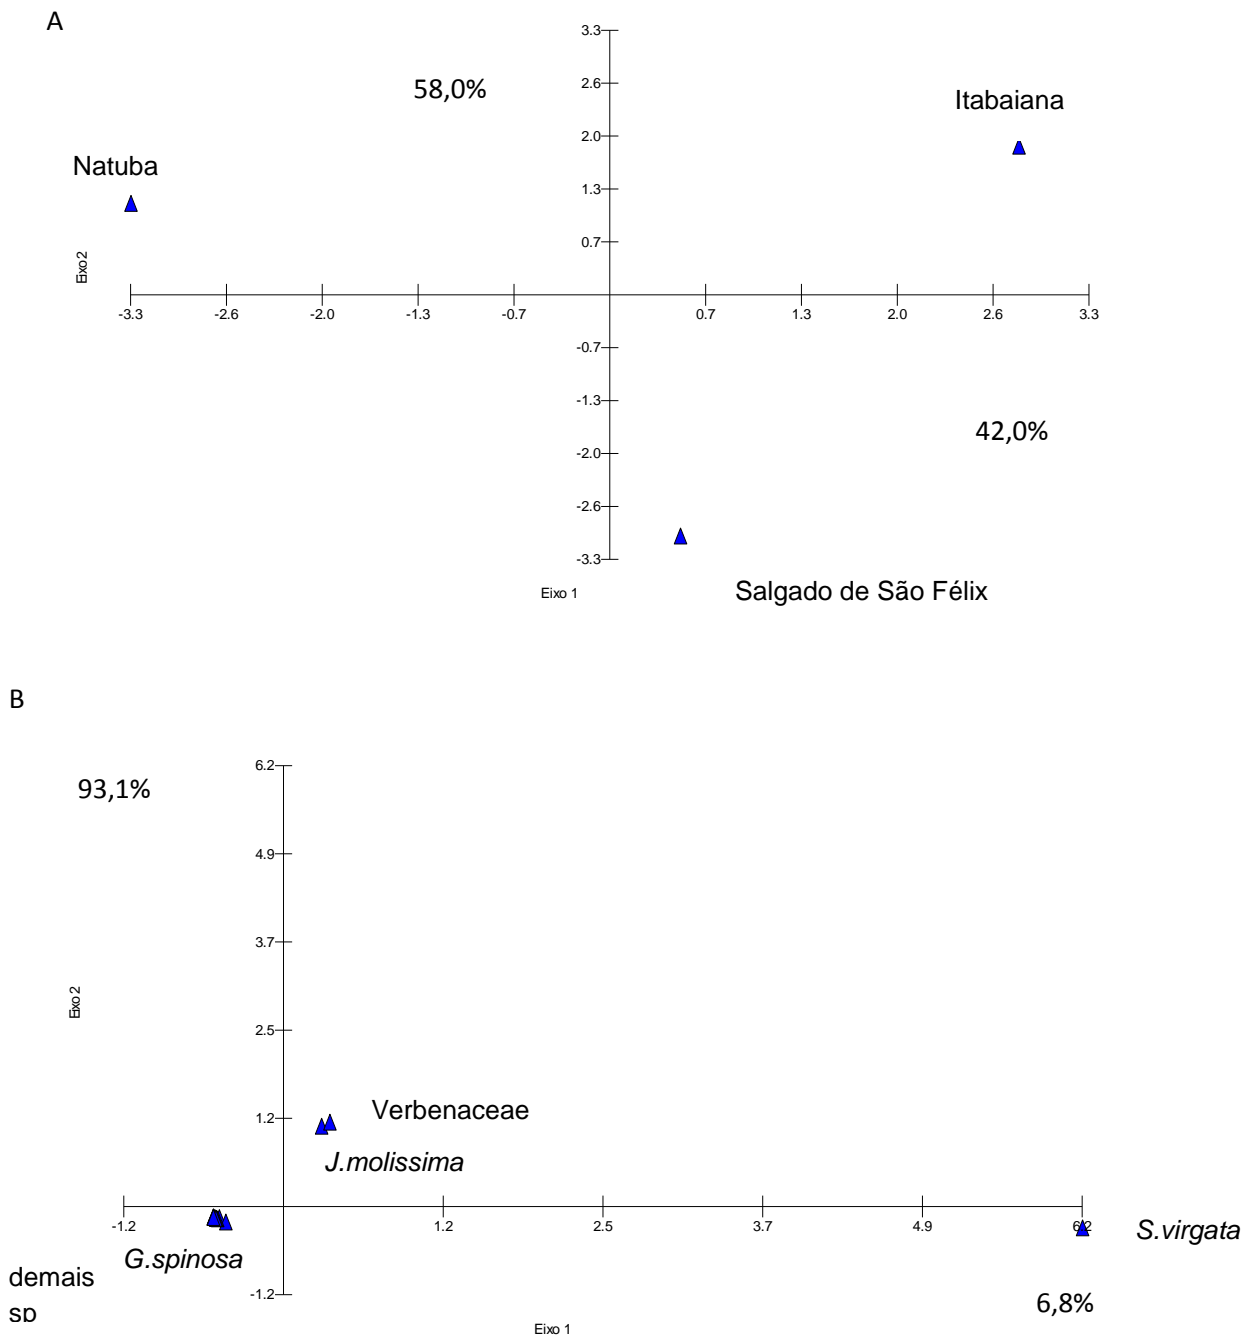 A
3.3
58,0%
2.6
Itabaiana
2.0
Natuba
1.3
0.7
Eixo 2
-3.3 -2.6 -2.0 -1.3 -0.7 0.7 1.3 2.0 2.6 3.3
-0.7
-1.3
42,0%
-2.0
-2.6
-3.3
Eixo 1
Salgado de São Félix
B
6.2
93,1%
4.9
3.7
Eixo 2
2.5
1.2
Verbenaceae
J.molissima
-1.2 1.2 2.5 3.7 4.9 6.2
S.virgata
G.spinosa
demais
sp
-1.2
6,8%
Eixo 1